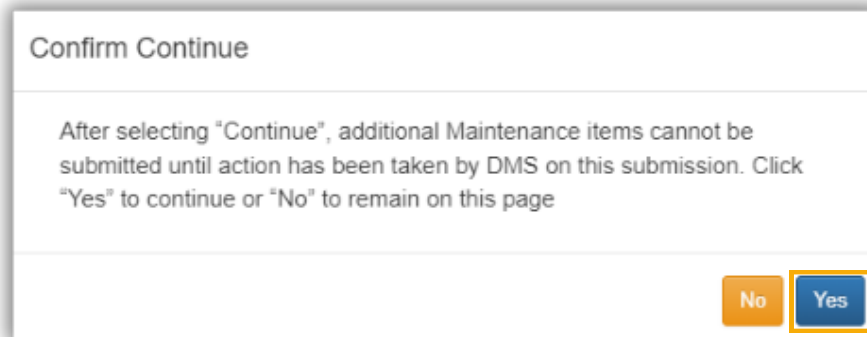 Confirm Continue
After selecting “Continue”, additional Maintenance items cannot be
submitted until action has been taken by DMS on this submission. Click
“Yes” to continue or “No” to remain on this page
No Yes